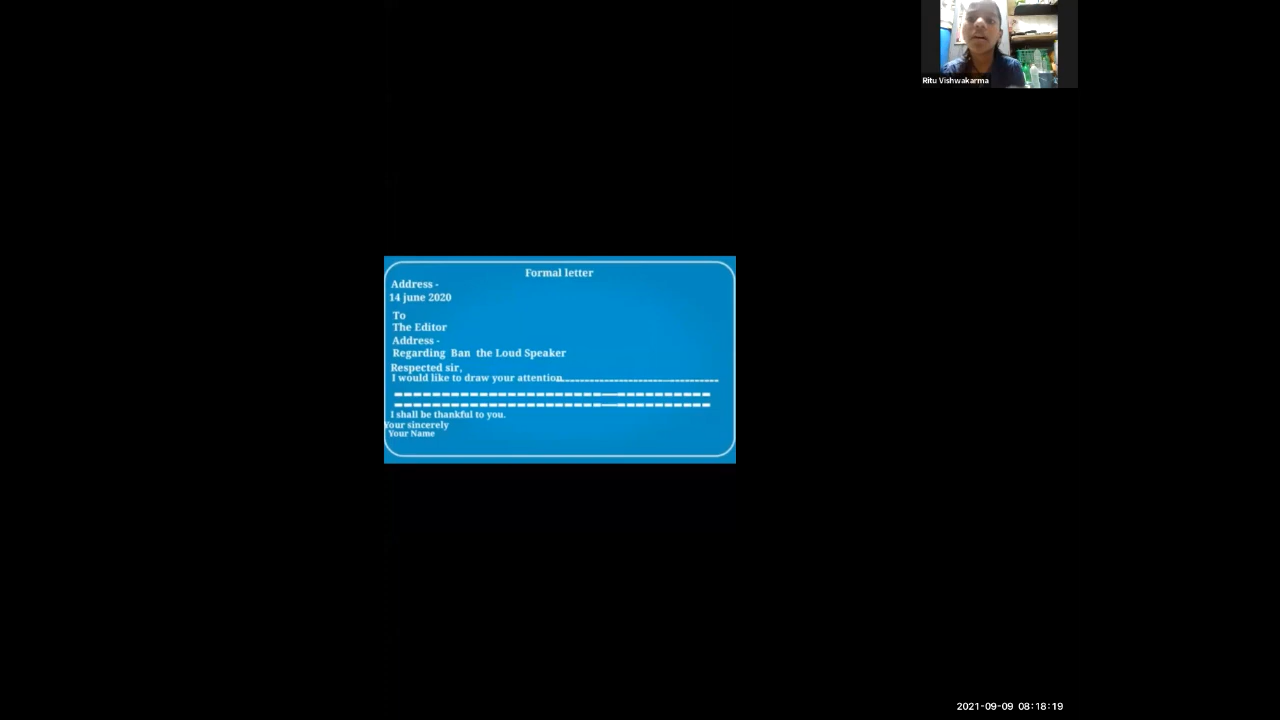 Ritu Vishwakarma
Formal letter
Address -
14 june 2020
To
The Editor
Address -
Regarding Ban the Loud Speaker
Respected sir,
I would like to draw your attention
I shall be thankful to you.
Your sincerely
Your Name
2021-09-09 08:18:19